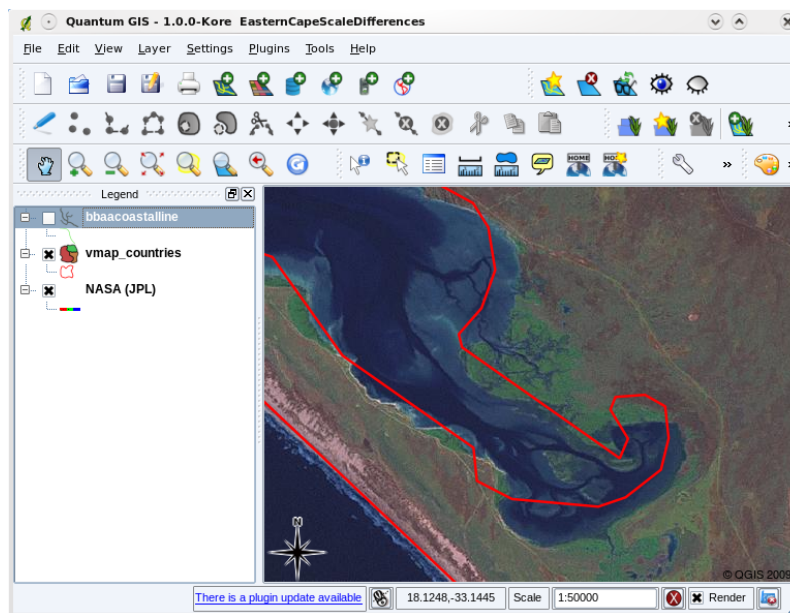 Quantum GIS - 1.0.0-Kore EasternCapeScaleDifferences
File Edit View Layer Settings Plugins Tools Help
Legend
bbaacoastalline
vmap_countries
NASA (JPL)
N
© QGIS 2009
There is a plugin update available 18.1248,-33.1445 Scale 1:50000 Render